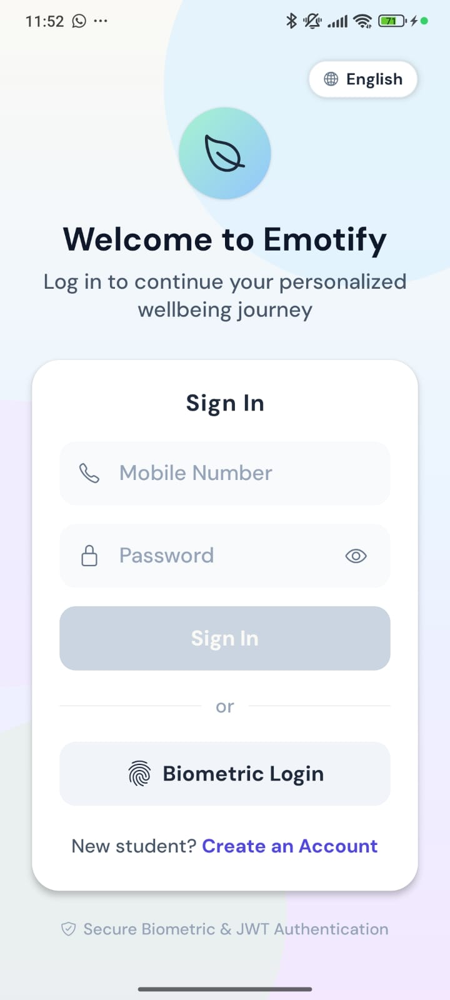 11:52
71
English
Welcome to Emotify
Log in to continue your personalized
wellbeing journey
Sign In
Mobile Number
Password
Sign In
or
Biometric Login
New student? Create an Account
Secure Biometric & JWT Authentication